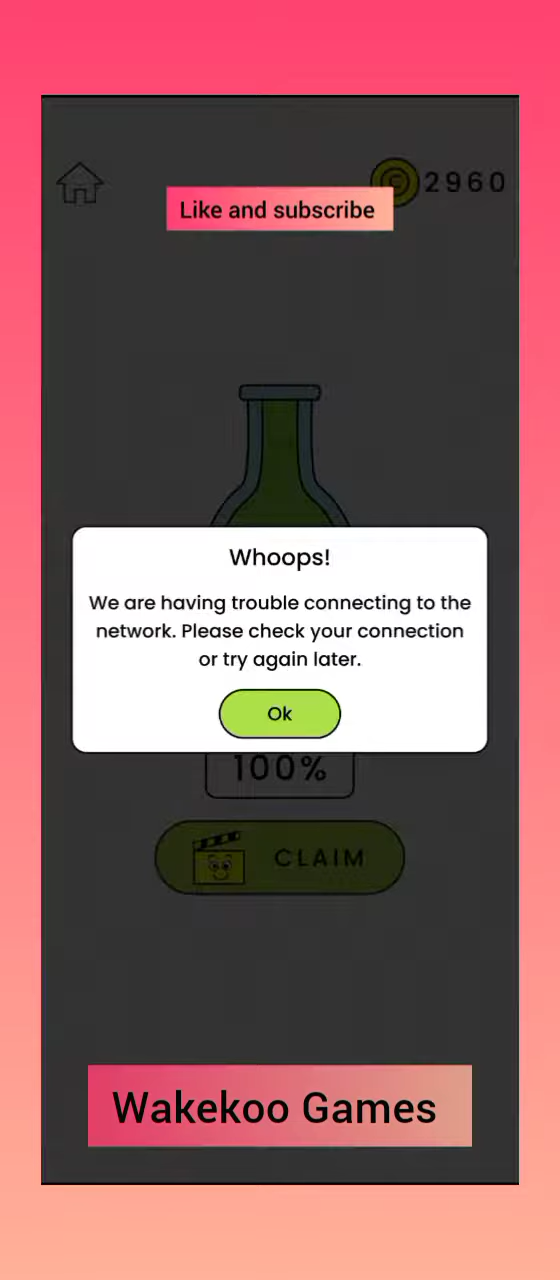 2960
Like and subscribe
Whoops!
We are having trouble connecting to the
network. Please check your connection
or try again later.
Ok
100%
CLAIM
Wakekoo Games